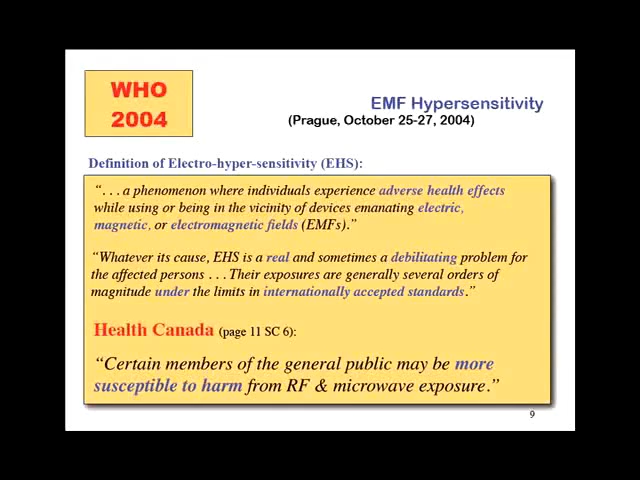 WHO
2004
EMF Hypersensitivity
(Prague, October 25-27, 2004)
Definition of Electro-hyper-sensitivity (EHS):
“. . . a phenomenon where individuals experience adverse health effects
while using or being in the vicinity of devices emanating electric,
magnetic, or electromagnetic fields (EMFs).”
“Whatever its cause, EHS is a real and sometimes a debilitating problem for
the affected persons . . . Their exposures are generally several orders of
magnitude under the limits in internationally accepted standards.”
Health Canada (page 11 SC 6):
“Certain members of the general public may be more
susceptible to harm from RF & microwave exposure.”
9